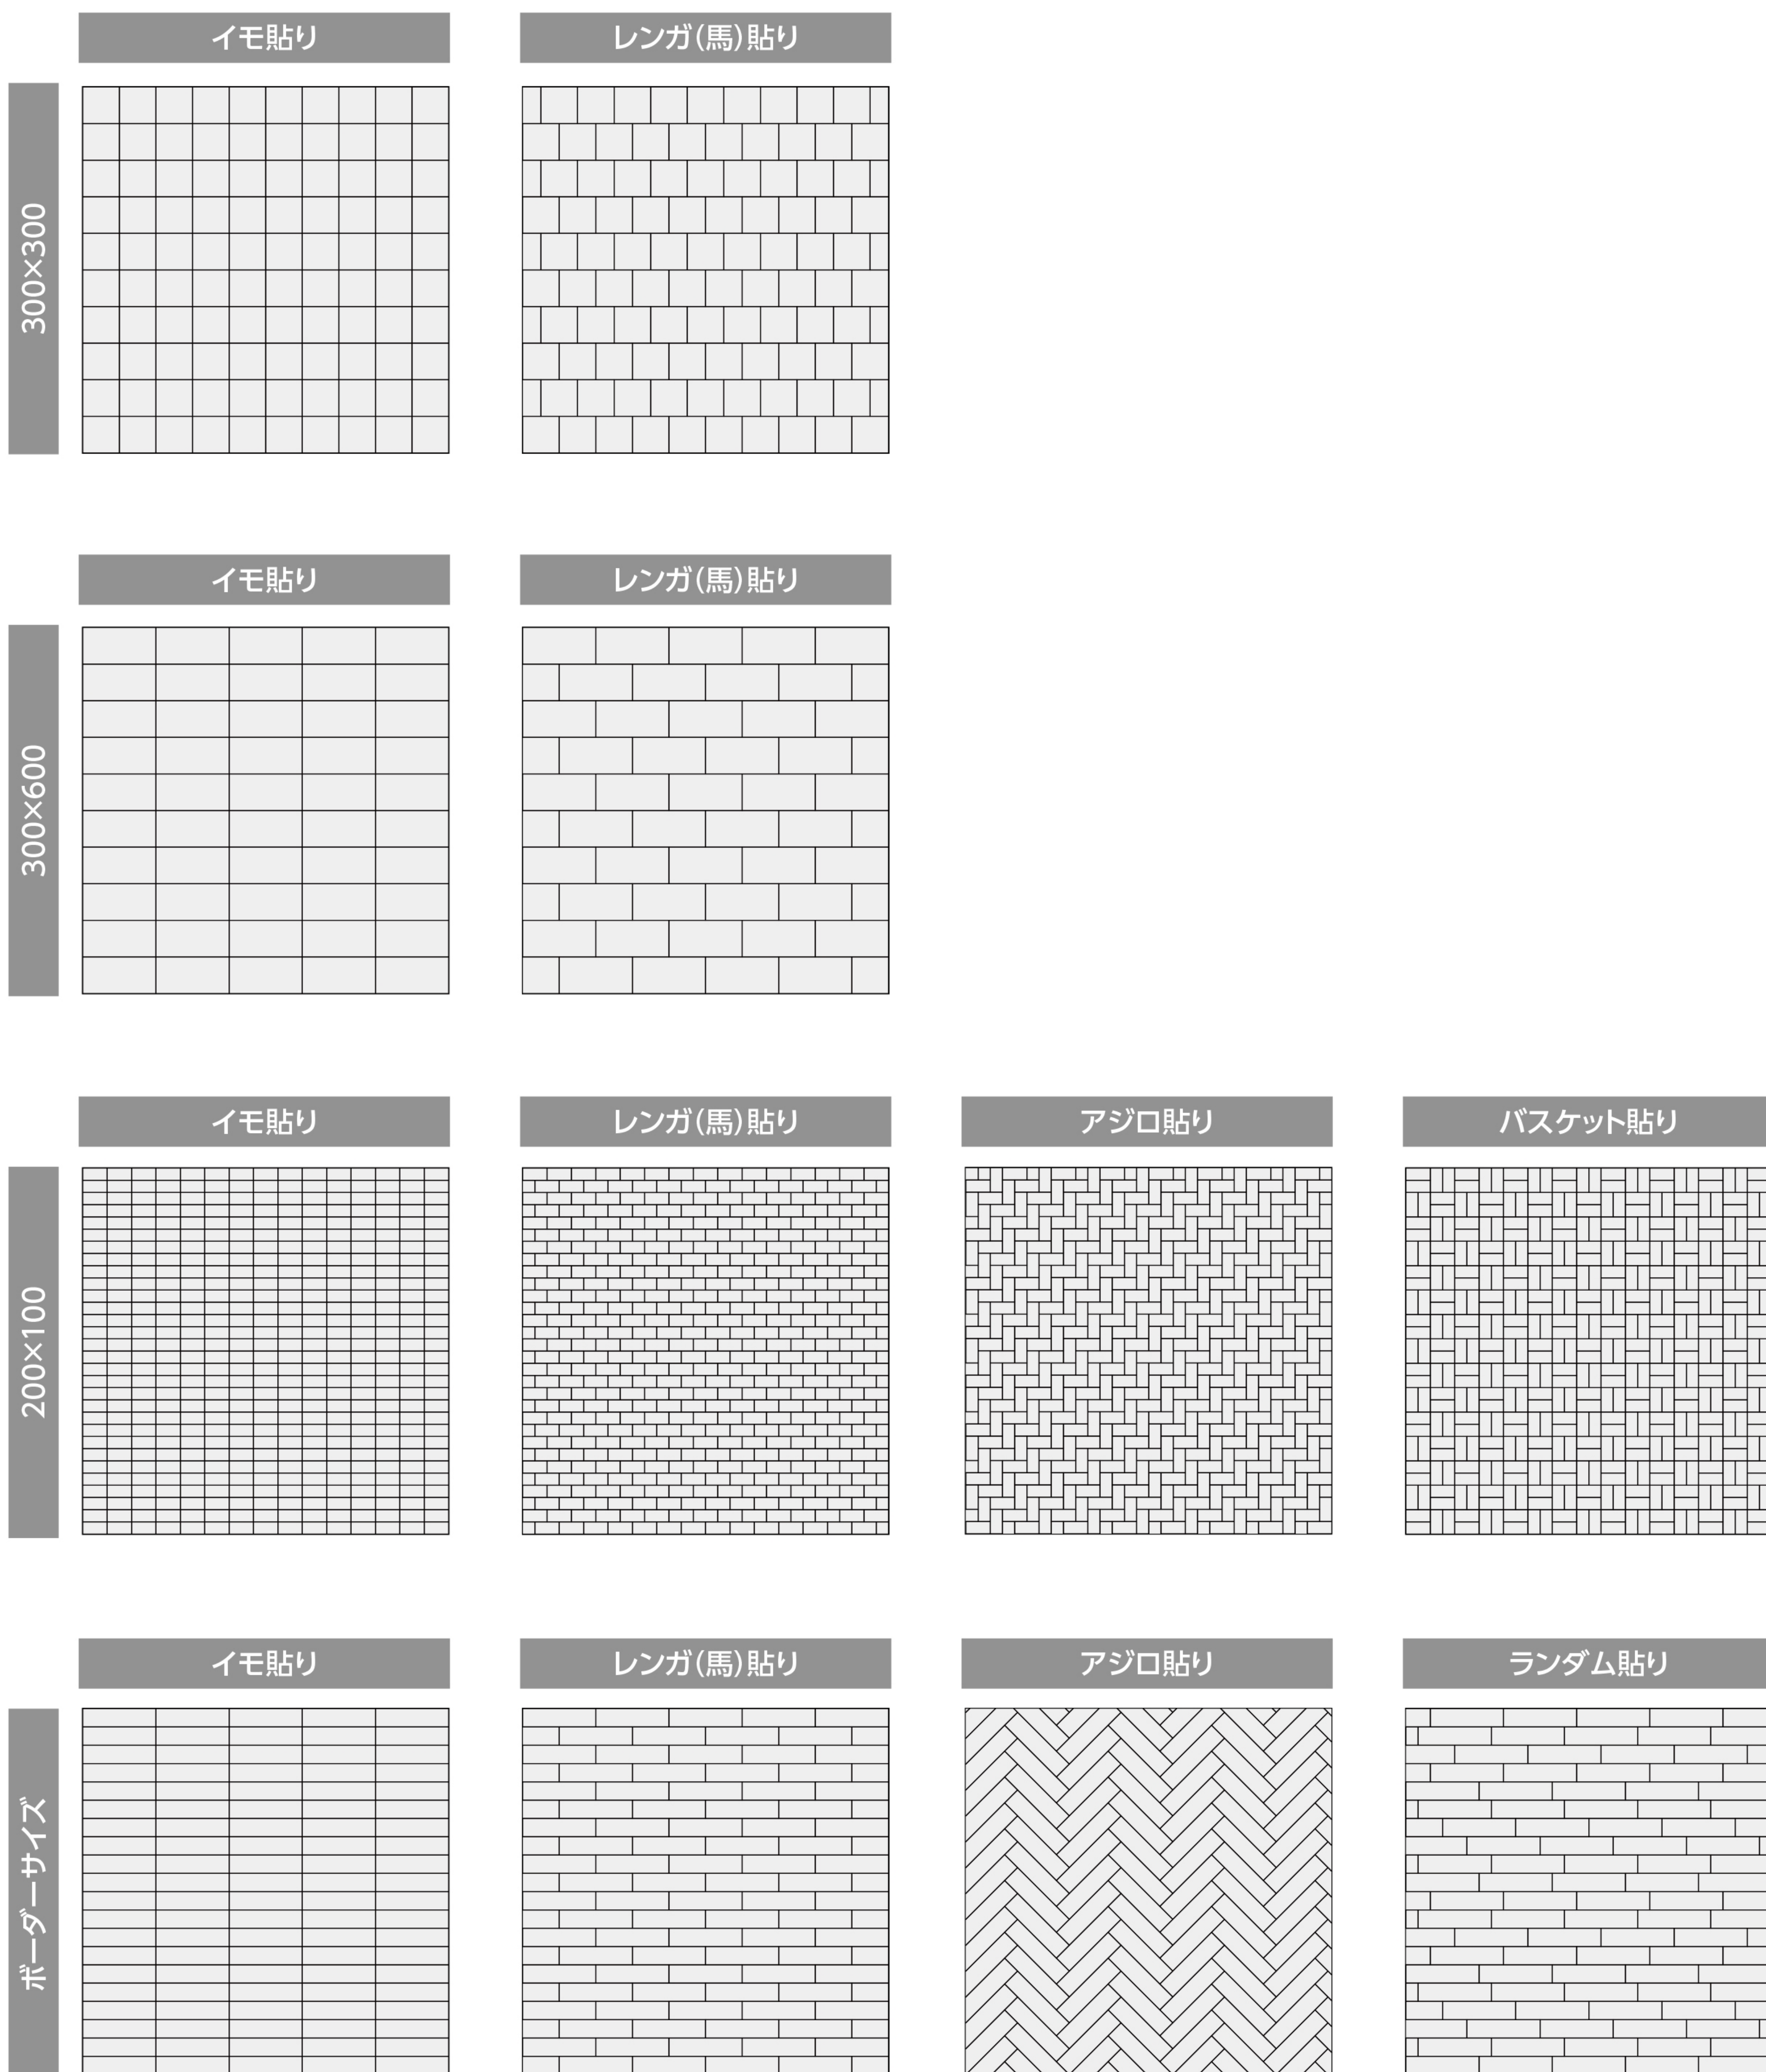 イモ貼り
レンガ(馬)貼り
300×300
イモ貼り
レンガ(馬)貼り
300×600
イモ貼り
レンガ(馬)貼り
アジロ貼り
バスケット貼り
200×100
イモ貼り
レンガ(馬)貼り
アジロ貼り
ランダム貼り
ボーダーサイズ